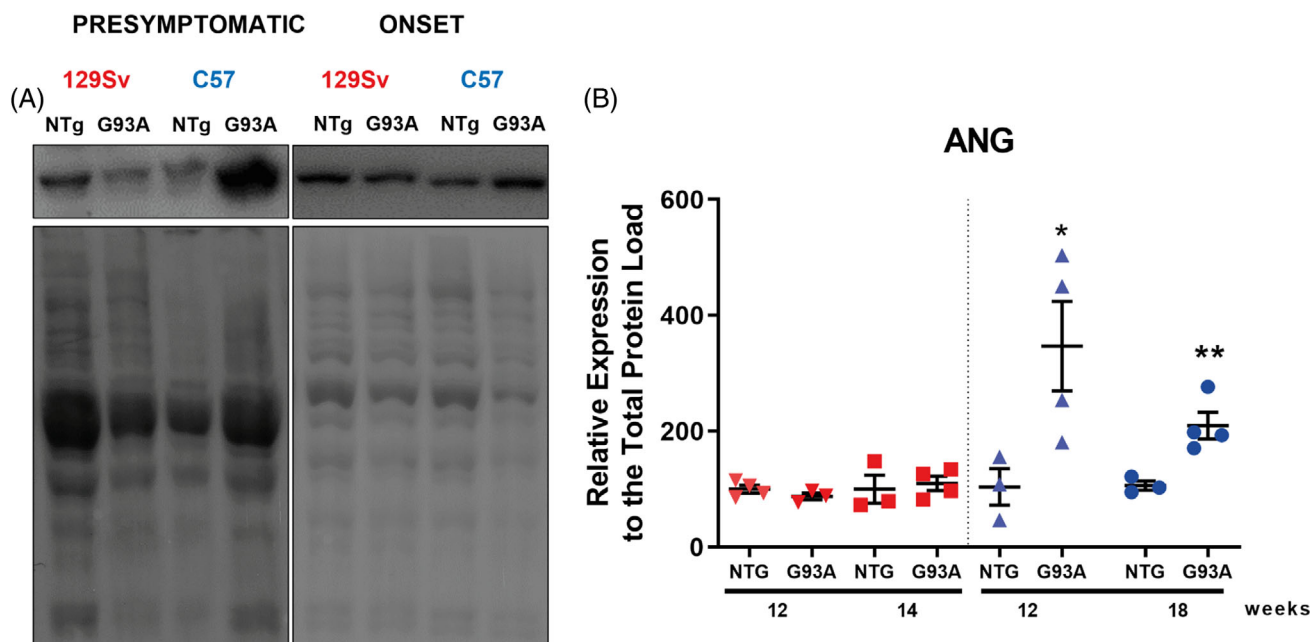 PRESYMPTOMATIC ONSET
129Sv C57 129Sv C57
(A) (B)
NTg G93A NTg G93A NTg G93A NTg G93A
ANG
Relative Expression
to the Total Protein Load
600
400
200
0
*
**
NTG G93A NTG G93A NTG G93A NTG G93A
12 14 12 18 weeks